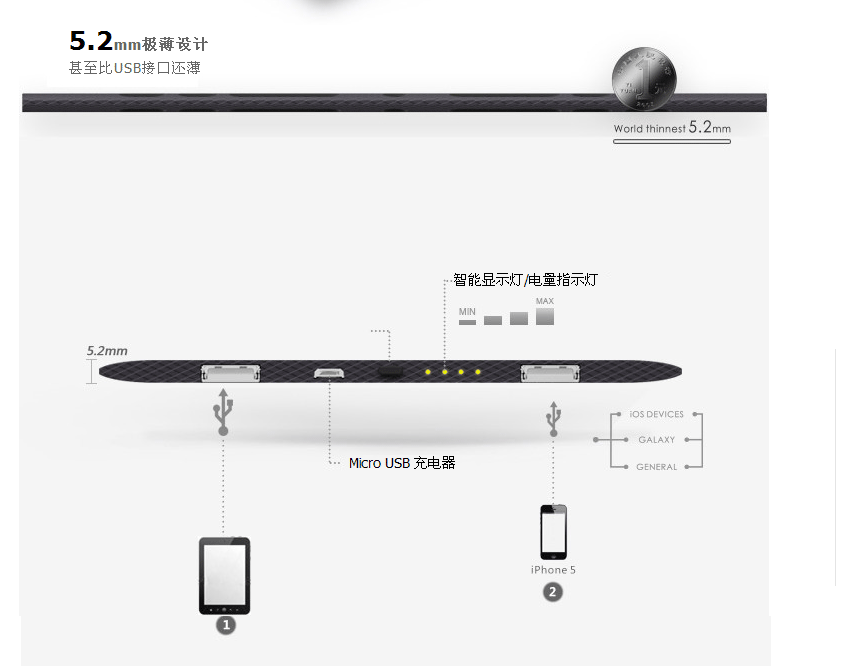 5.2mm极薄设计
甚至比USB接口还薄
World thinnest 5.2mm
智能显示灯/电量指示灯
MIN
MAX
5.2mm
iOS DEVICES
GALAXY
GENERAL
Micro USB 充电器
iPhone 5
1
2